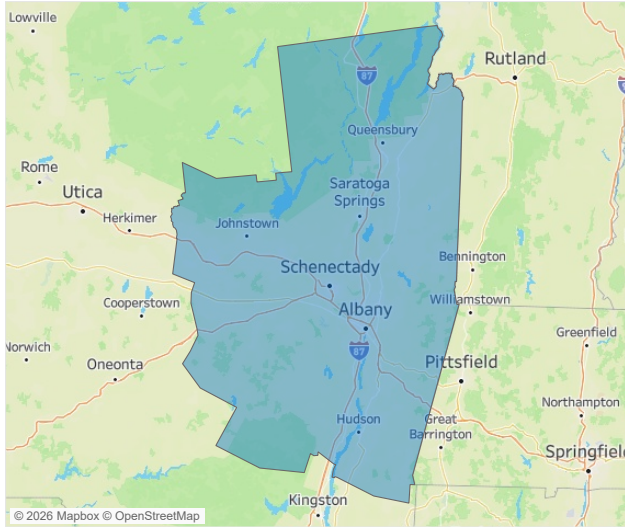 Lowville
87
Rutland
Queensbury
Rome
Utica
Saratoga
Springs
Herkimer
Johnstown
Schenectady
Bennington
Cooperstown
Albany
Williamstown
Norwich
87
Greenfield
Oneonta
Pittsfield
Northampton
Hudson
Great
Barrington
Springfield
Kingston
© 2026 Mapbox © OpenStreetMap